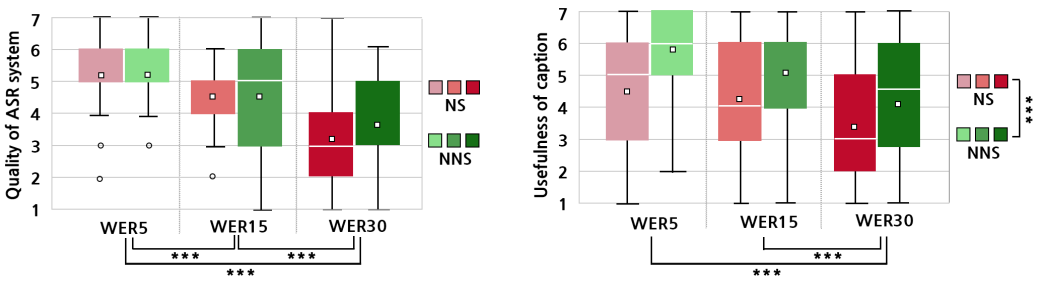 Quality of ASR system
7
6
5
4
3
2
1
WER5
WER15
WER30
***
***
***
NS
NNS
Usefulness of caption
7
6
5
4
3
2
1
WER5
WER15
WER30
***
***
NS
NNS
***